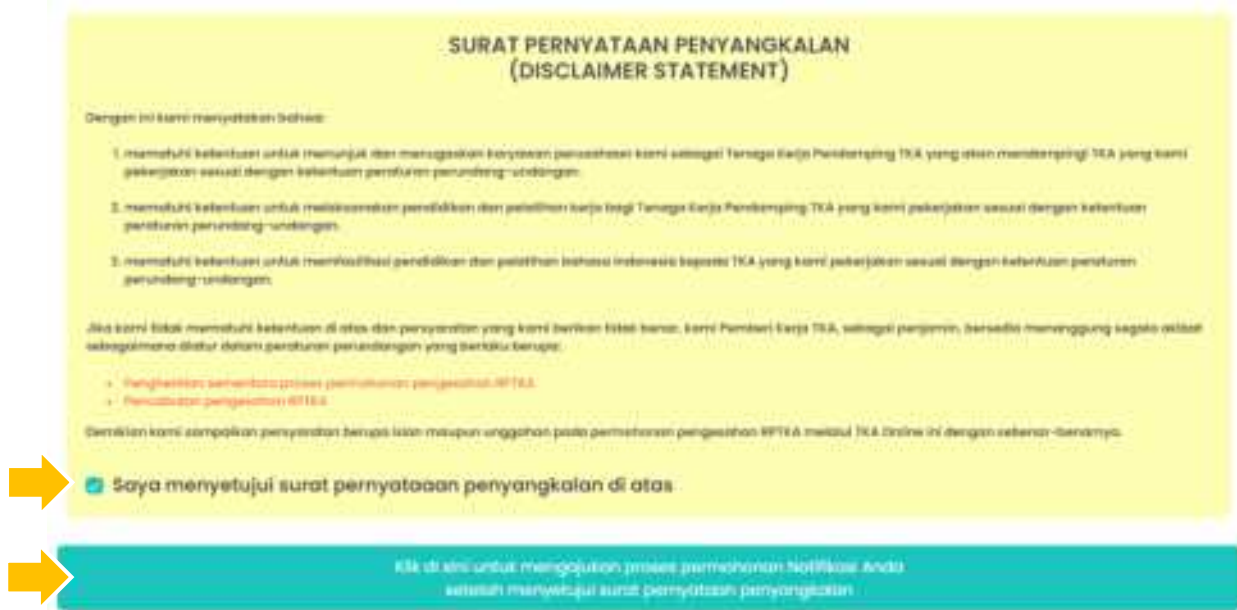 SURAT PERNYATAAN PENYANGKALAN
(DISCLAIMER STATEMENT)
Dengan ini kami menyatakan bahwa:
1. mematuhi ketentuan untuk menunjuk dan menugaskan karyawan perusahaan kami sebagai Tenaga Kerja Pendamping TKA yang akan mendampingi TKA yang kami
pekerjakan sesuai dengan ketentuan peraturan perundang-undangan.
2. mematuhi ketentuan untuk melaksanakan pendidikan dan pelatihan kerja bagi Tenaga Kerja Pendamping TKA yang kami pekerjakan sesuai dengan ketentuan
peraturan perundang-undangan.
3. mematuhi ketentuan untuk memfasilitasi pendidikan dan pelatihan bahasa Indonesia kepada TKA yang kami pekerjakan sesuai dengan ketentuan peraturan
perundang-undangan.
Jika kami tidak mematuhi ketentuan di atas dan persyaratan yang kami berikan tidak benar, kami Pemberi Kerja TKA, sebagai penjamin, bersedia menanggung segala akibat
sebagaimana diatur dalam peraturan perundangan yang berlaku berupa:
• Penghentian sementara proses permohonan pengesahan RPTKA
• Pencabutan pengesahan RPTKA
Demikian kami sampaikan persyaratan berupa isian maupun unggahan pada permohonan pengesahan RPTKA melalui TKA Online ini dengan sebenar-benarnya.
Saya menyetujui surat pernyataaan penyangkalan di atas
Klik di sini untuk mengajukan proses permohonan Notifikasi Anda
setelah menyetujui surat pernyataan penyangkalan